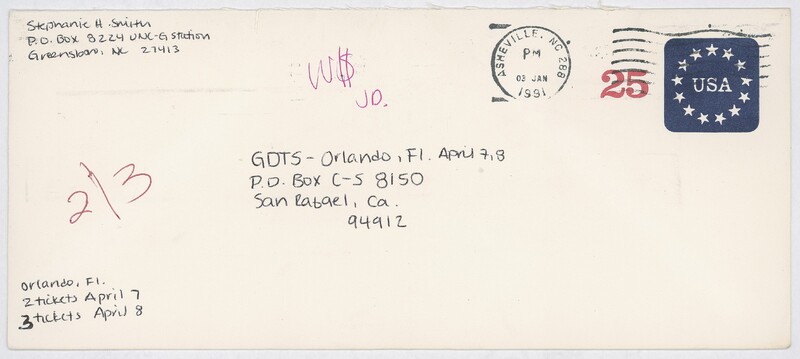 Stephanie H. Smith
P.O. Box 8224 UNC-G Station
Greensboro, NC 27413
W$
JD.
ASHEVILLE, NC 288
PM
03 JAN
1991
25
USA
GDTS - Orlando, Fl. April 7,8
P.O. Box C-S 8150
San Rafael, Ca.
94912
2/3
Orlando, Fl.
2 tickets April 7
3 tickets April 8